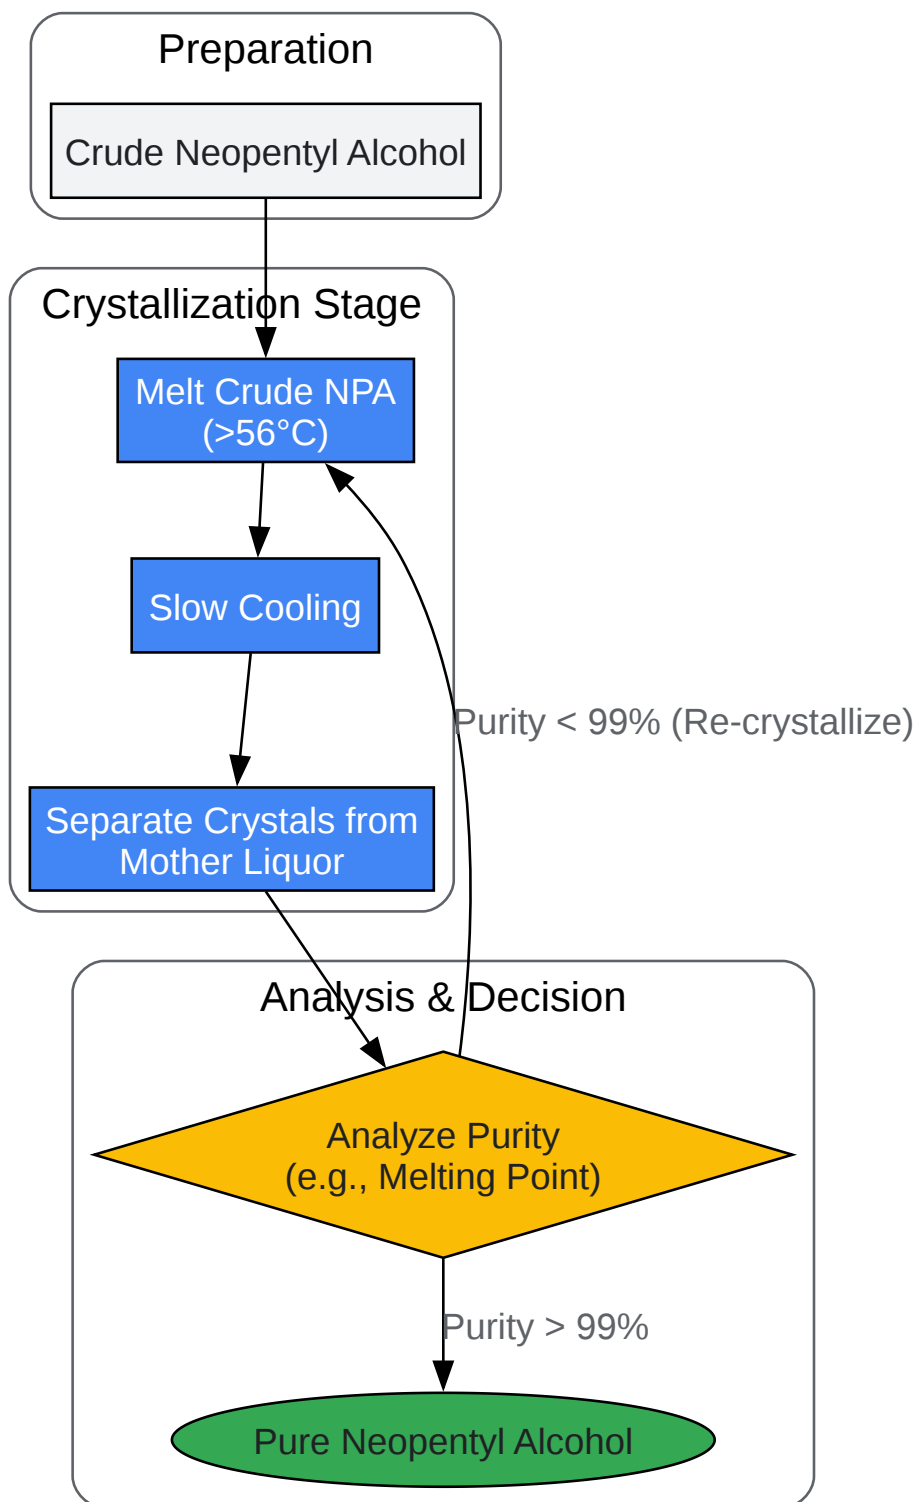 Preparation
Crude Neopentyl Alcohol
Crystallization Stage
Melt Crude NPA
(>56°C)
Slow Cooling
Purity < 99% (Re-crystallize)
Separate Crystals from
Mother Liquor
Analysis & Decision
Analyze Purity
(e.g., Melting Point)
Purity > 99%
Pure Neopentyl Alcohol